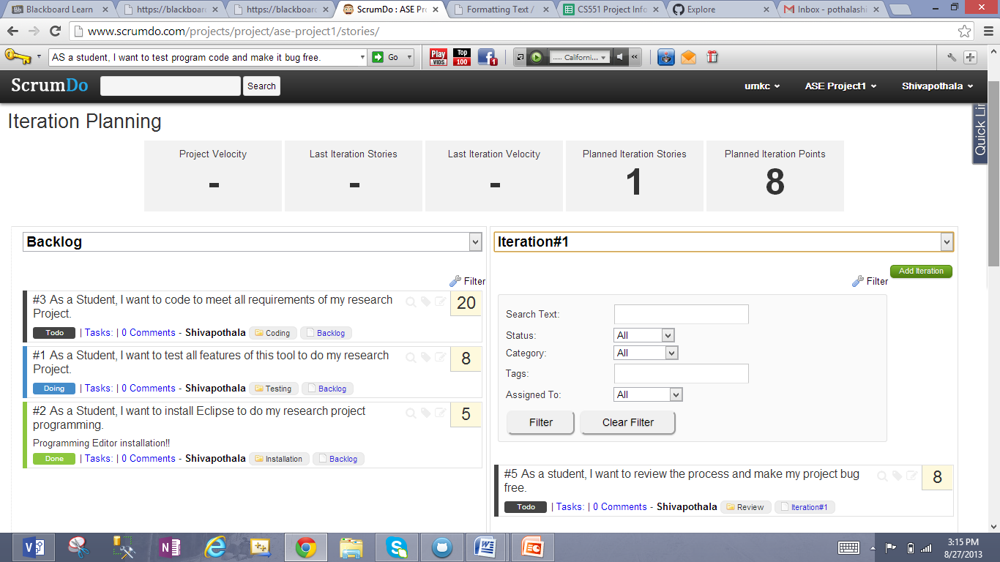 Blackboard Learn
https://blackboar
https://blackboar
ScrumDo : ASE Pr
Formatting Text /
CS551 Project Info
Explore
Inbox - pothalash
www.scrumdo.com/projects/project/ase-project1/stories/
AS a student, I want to test program code and make it bug free.
Go
Play VIDS
Top 100
1
..... Californi...
ScrumDo
Search
umkc
ASE Project1
Shivapothala
Quick Lin
Iteration Planning
Project Velocity
-
Last Iteration Stories
-
Last Iteration Velocity
-
Planned Iteration Stories
1
Planned Iteration Points
8
Backlog
Filter
#3 As a Student, I want to code to meet all requirements of my research
Project.
20
Todo | Tasks: | 0 Comments - Shivapothala Coding Backlog
#1 As a Student, I want to test all features of this tool to do my research
Project.
8
Doing | Tasks: | 0 Comments - Shivapothala Testing Backlog
#2 As a Student, I want to install Eclipse to do my research project
programming.
5
Programming Editor installation!!
Done | Tasks: | 0 Comments - Shivapothala Installation Backlog
Iteration#1
Add Iteration
Filter
Search Text:
Status: All
Category: All
Tags:
Assigned To: All
Filter Clear Filter
#5 As a student, I want to review the process and make my project bug
free.
8
Todo | Tasks: | 0 Comments - Shivapothala Review Iteration#1
3:15 PM
8/27/2013